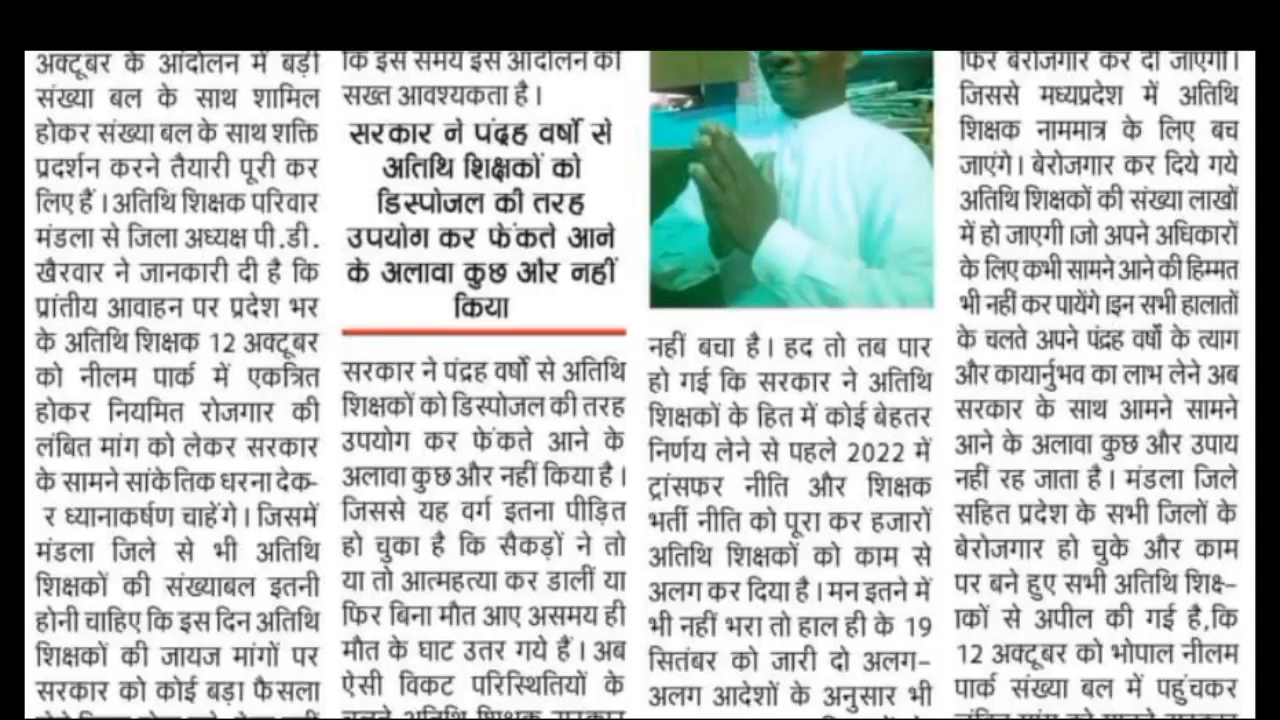 अक्टूबर के आंदोलन में बड़ी
संख्या बल के साथ शामिल
होकर संख्या बल के साथ शक्ति
प्रदर्शन करने तैयारी पूरी कर
लिए हैं । अतिथि शिक्षक परिवार
मंडला से जिला अध्यक्ष पी.डी.
खैरवार ने जानकारी दी है कि
प्रांतीय आवाहन पर प्रदेश भर
के अतिथि शिक्षक 12 अक्टूबर
को नीलम पार्क में एकत्रित
होकर नियमित रोजगार की
लंबित मांग को लेकर सरकार
के सामने सांकेतिक धरना देक-
र ध्यानाकर्षण चाहेंगे । जिसमें
मंडला जिले से भी अतिथि
शिक्षकों की संख्याबल इतनी
होनी चाहिए कि इस दिन अतिथि
शिक्षकों की जायज मांगों पर
सरकार को कोई बड़ा फैसला
कि इस समय इस आंदोलन की
सख्त आवश्यकता है ।
सरकार ने पंद्रह वर्षों से
अतिथि शिक्षकों को
डिस्पोजल की तरह
उपयोग कर फेंकते आने
के अलावा कुछ और नहीं
किया
सरकार ने पंद्रह वर्षों से अतिथि
शिक्षकों को डिस्पोजल की तरह
उपयोग कर फेंकते आने के
अलावा कुछ और नहीं किया है ।
जिससे यह वर्ग इतना पीड़ित
हो चुका है कि सैकड़ों ने तो
या तो आत्महत्या कर डालीं या
फिर बिना मौत आए असमय ही
मौत के घाट उतर गये हैं । अब
ऐसी विकट परिस्थितियों के
चलते अतिथि शिक्षक सरकार
नहीं बचा है । हद तो तब पार
हो गई कि सरकार ने अतिथि
शिक्षकों के हित में कोई बेहतर
निर्णय लेने से पहले 2022 में
ट्रांसफर नीति और शिक्षक
भर्ती नीति को पूरा कर हजारों
अतिथि शिक्षकों को काम से
अलग कर दिया है । मन इतने में
भी नहीं भरा तो हाल ही के 19
सितंबर को जारी दो अलग-
अलग आदेशों के अनुसार भी
फिर बेरोजगार कर दी जाएगी ।
जिससे मध्यप्रदेश में अतिथि
शिक्षक नाममात्र के लिए बच
जाएंगे । बेरोजगार कर दिये गये
अतिथि शिक्षकों की संख्या लाखों
में हो जाएगी ।जो अपने अधिकारों
के लिए कभी सामने आने की हिम्मत
भी नहीं कर पायेंगे ।इन सभी हालातों
के चलते अपने पंद्रह वर्षों के त्याग
और कार्यानुभव का लाभ लेने अब
सरकार के साथ आमने सामने
आने के अलावा कुछ और उपाय
नहीं रह जाता है । मंडला जिले
सहित प्रदेश के सभी जिलों के
बेरोजगार हो चुके और काम
पर बने हुए सभी अतिथि शिक्ष-
कों से अपील की गई है,कि
12 अक्टूबर को भोपाल नीलम
पार्क संख्या बल में पहुंचकर